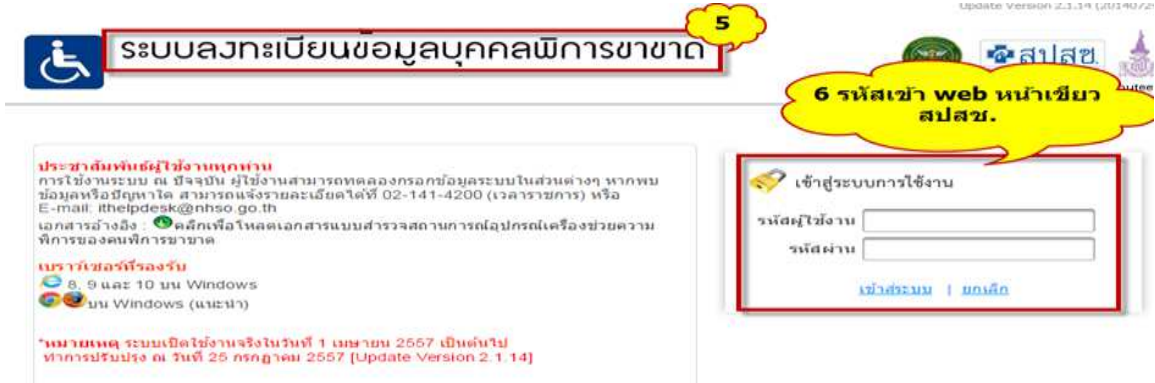 Update Version 2.1.14 (2014072
5
ระบบลงทะเบียนข้อมูลบุคคลพิการขาขาด
สปสช.
6 รหัสเข้า web หน้าเขียว
สปสช.
ประชาสัมพันธ์ผู้ใช้งานทุกท่าน
การใช้งานระบบ ณ ปัจจุบัน ผู้ใช้งานสามารถทดลองกรอกข้อมูลระบบในส่วนต่างๆ หากพบ
ข้อมูลหรือปัญหาใด สามารถแจ้งรายละเอียดได้ที่ 02-141-4200 (เวลาราชการ) หรือ
E-mail: ithelpdesk@nhso.go.th
เอกสารอ้างอิง : คลิกเพื่อโหลดเอกสารแบบสำรวจสถานการณ์อุปกรณ์เครื่องช่วยความ
พิการของคนพิการขาขาด
เบราว์เซอร์ที่รองรับ
8, 9 และ 10 บน Windows
บน Windows (แนะนำ)
*หมายเหตุ ระบบเปิดใช้งานจริงในวันที่ 1 เมษายน 2557 เป็นต้นไป
ทำการปรับปรุง ณ วันที่ 25 กรกฎาคม 2557 [Update Version 2.1.14]
เข้าสู่ระบบการใช้งาน
รหัสผู้ใช้งาน
รหัสผ่าน
เข้าสู่ระบบ | ยกเลิก